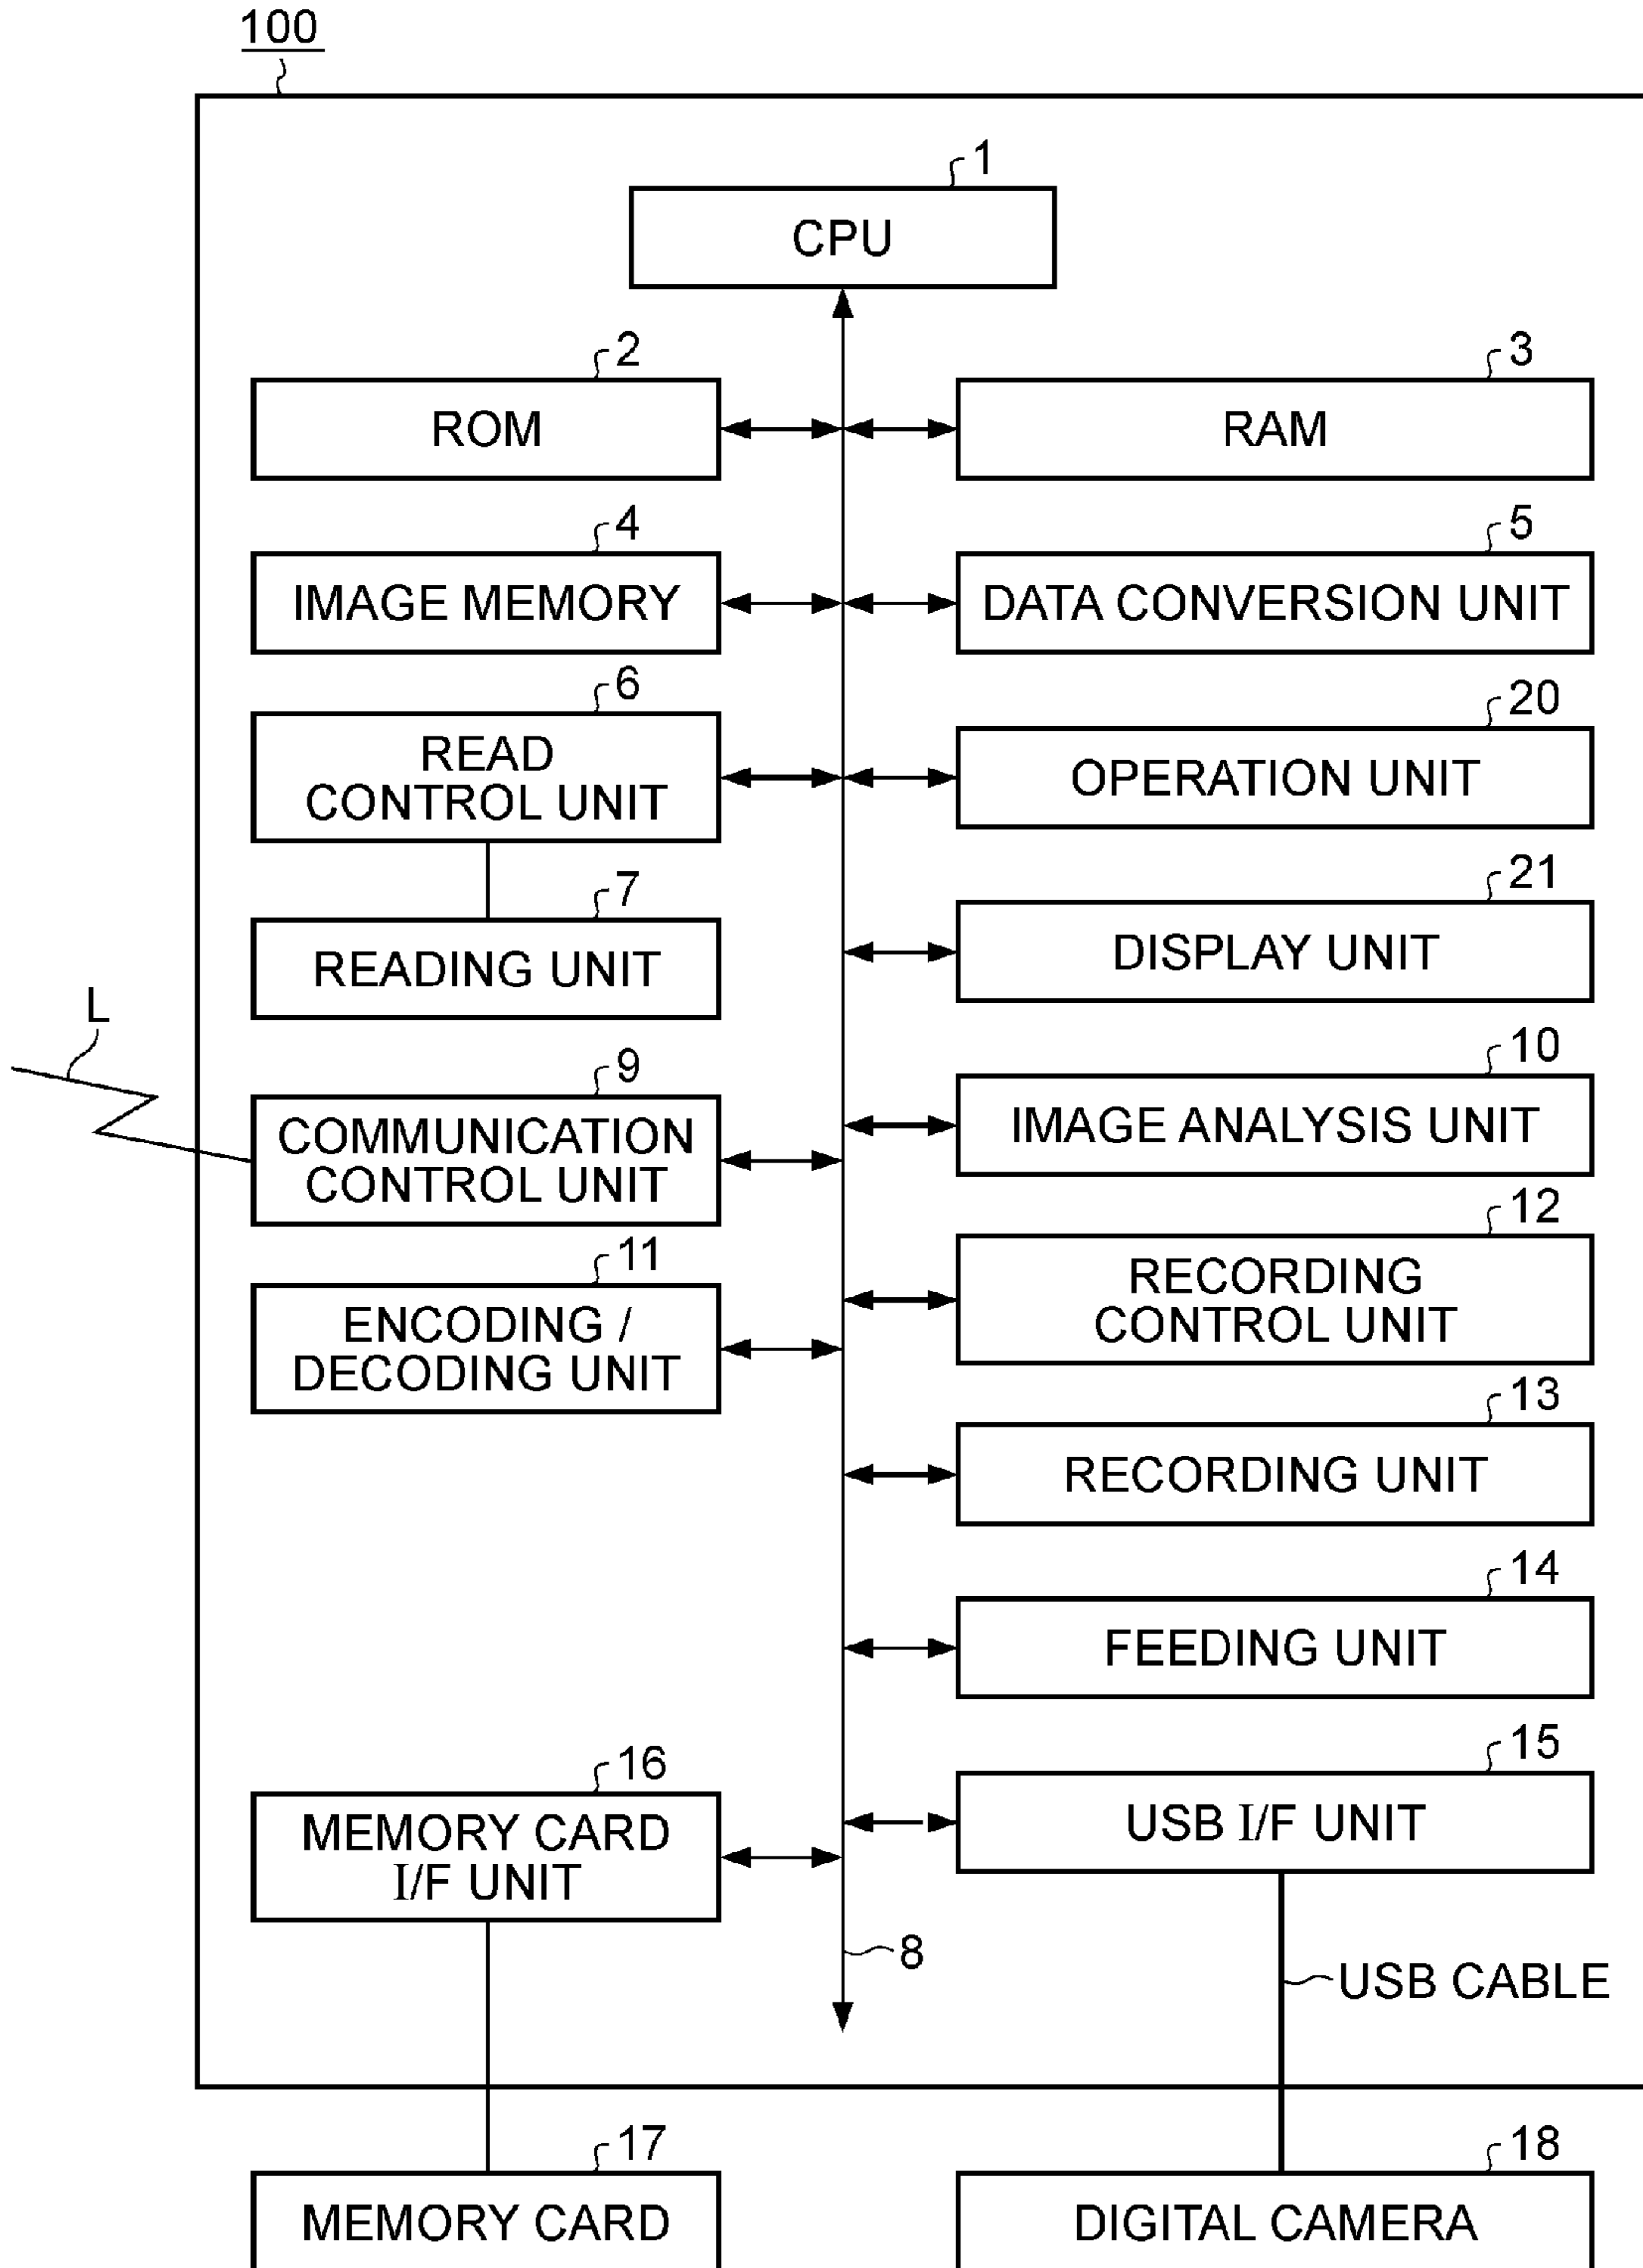 100
1
CPU
2
ROM
3
RAM
4
IMAGE MEMORY
5
DATA CONVERSION UNIT
6
READ
CONTROL UNIT
20
OPERATION UNIT
7
READING UNIT
21
DISPLAY UNIT
L
9
COMMUNICATION
CONTROL UNIT
10
IMAGE ANALYSIS UNIT
11
ENCODING /
DECODING UNIT
12
RECORDING
CONTROL UNIT
13
RECORDING UNIT
14
FEEDING UNIT
16
MEMORY CARD
I/F UNIT
15
USB I/F UNIT
8
USB CABLE
17
MEMORY CARD
18
DIGITAL CAMERA